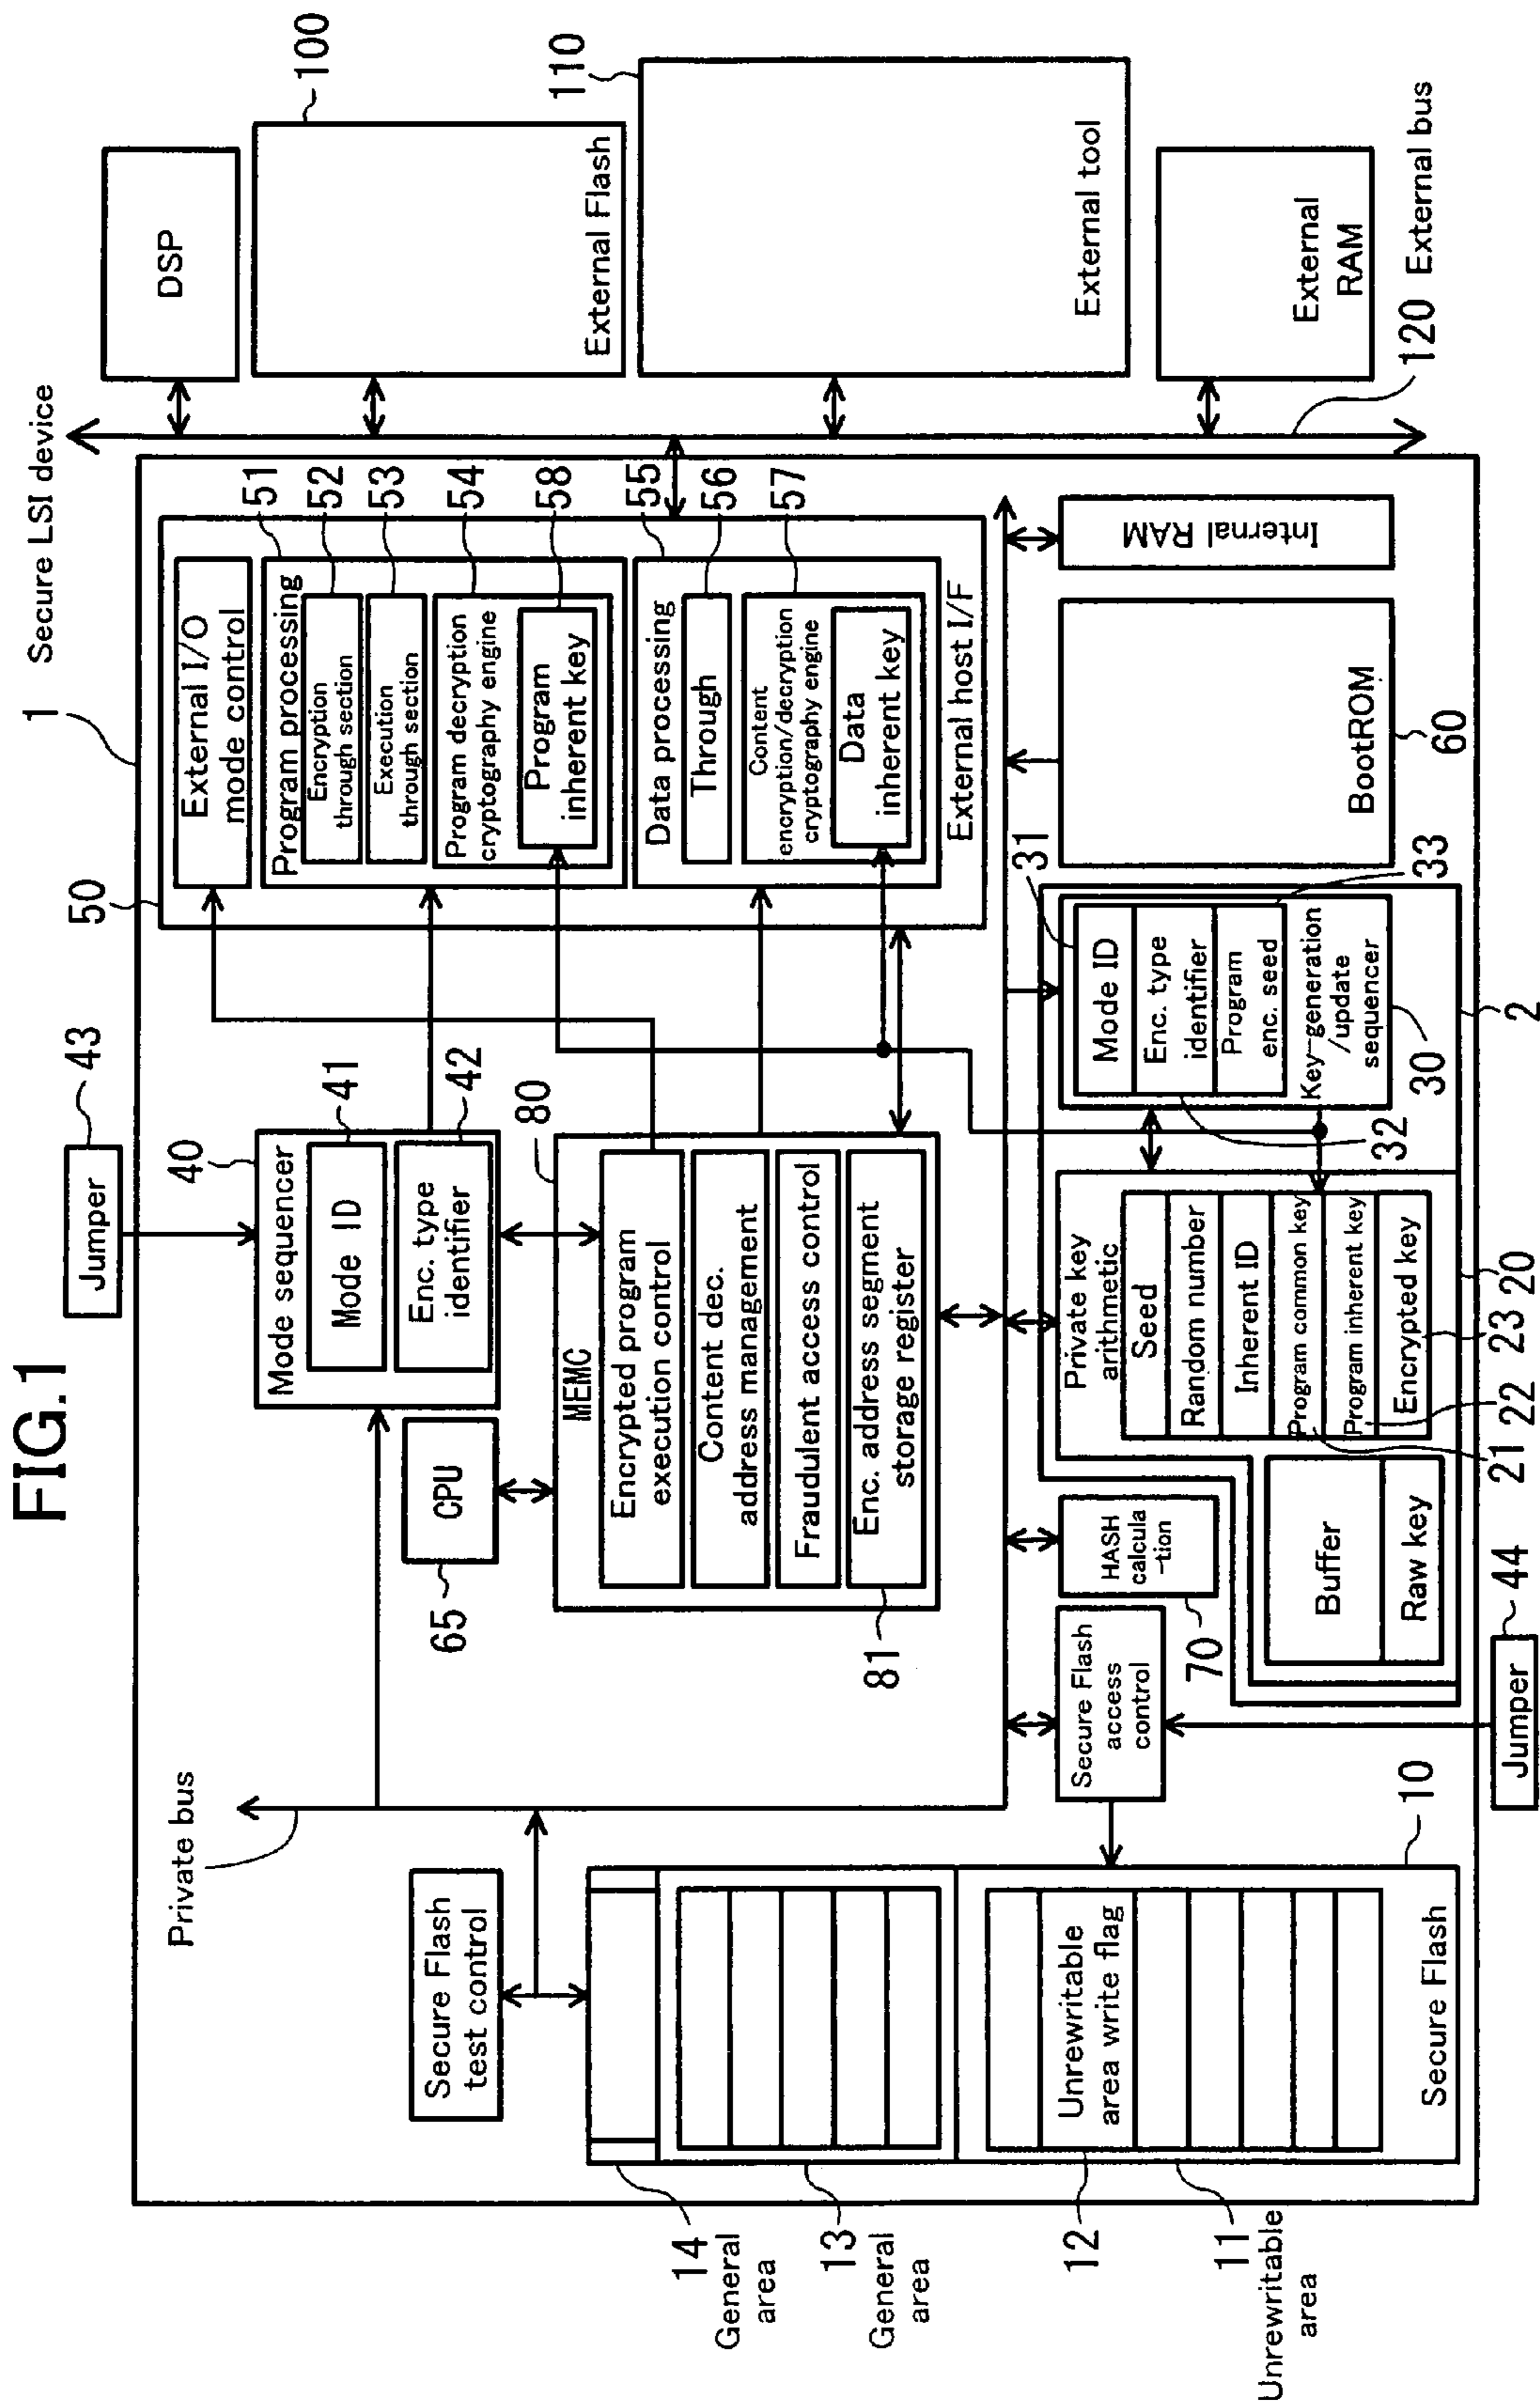 FIG.1
1
Secure LSI device
Private bus
Jumper
43
Mode sequencer
40
Mode ID
41
Enc. type
identifier
42
CPU
65
MEMC
80
Encrypted program
execution control
Content dec.
address management
Fraudulent access control
Enc. address segment
storage register
81
50
External I/O
mode control
Program processing
51
Encryption
through section
52
Execution
through section
53
Program decryption
cryptography engine
54
Program
inherent key
58
Data processing
55
Through
56
Content
encryption/decryption
cryptography engine
57
Data
inherent key
External host I/F
DSP
100
External Flash
110
External tool
External
RAM
120 External bus
Secure Flash
test control
14
General
area
13
General
area
12
Unrewritable
area write flag
11
Unrewritable
area
Secure Flash
10
Secure Flash
access
control
Jumper
44
HASH
calcula
-tion
70
Buffer
Raw key
Private key
arithmetic
Seed
Random number
Inherent ID
Program common key
Program inherent key
Encrypted key
21
22
23
20
2
31
Mode ID
Enc. type
identifier
Program
enc. seed
Key-generation
/update
sequencer
32
30
33
BootROM
60
Internal RAM